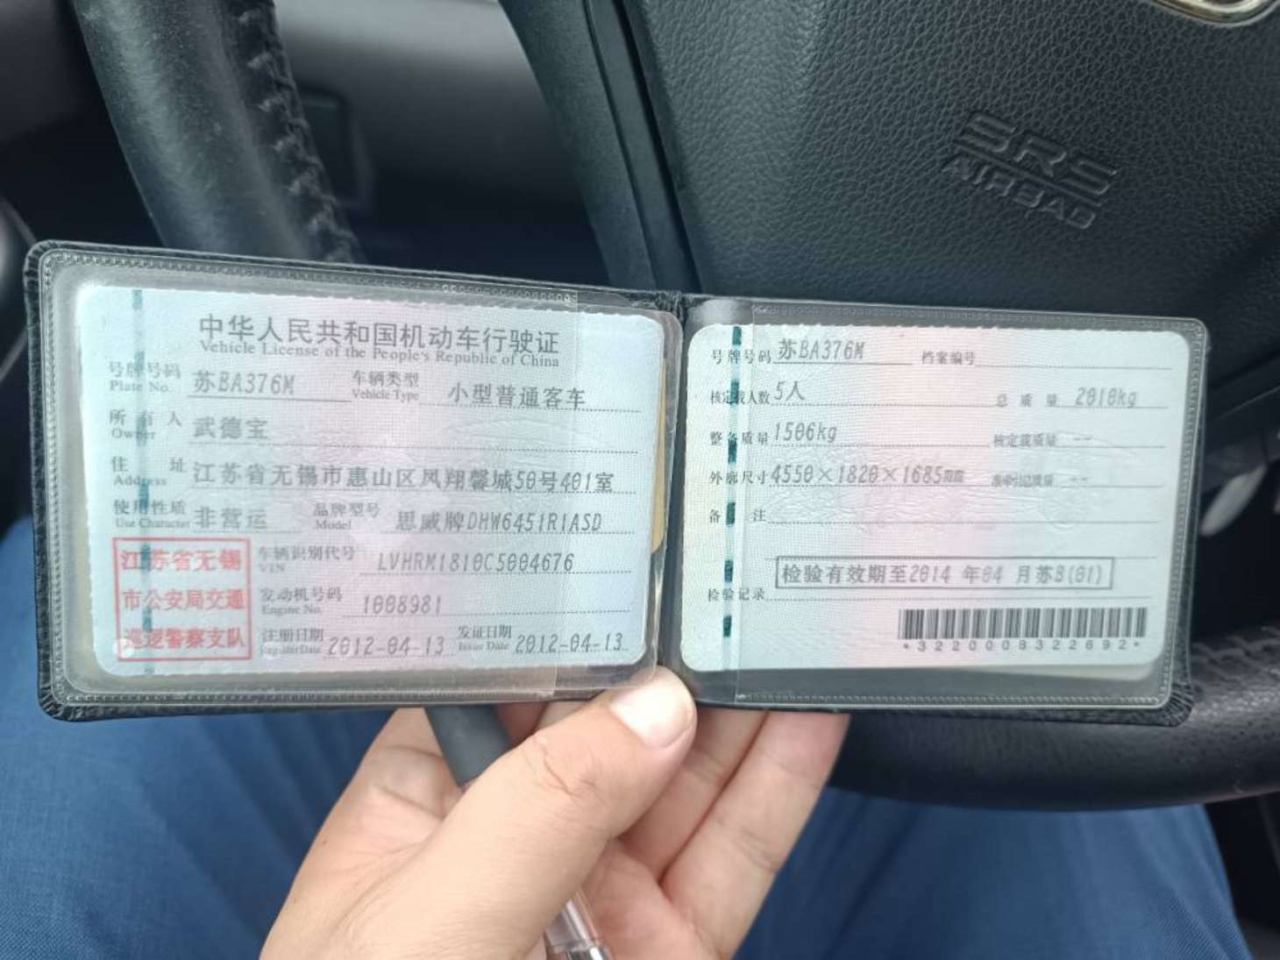 SRS
AIRBAG
中华人民共和国机动车行驶证
Vehicle License of the People's Republic of China
号牌号码 苏BA376M 车辆类型 小型普通客车
Plate No. Vehicle Type
所有人 武德宝
Owner
住址 江苏省无锡市惠山区凤翔馨城50号401室
Address
使用性质 非营运 品牌型号 思威牌DHW6451R1ASD
Use Character Model
江苏省无锡
市公安局交通
巡逻警察支队
车辆识别代号 LVHRM1810C5004676
VIN
发动机号码 1008981
Engine No.
注册日期 2012-04-13 发证日期 2012-04-13
Register Date Issue Date
号牌号码 苏BA376M 档案编号
核定载人数 5人 总质量 2010kg
整备质量 1506kg 核定载质量 --
外廓尺寸 4550×1820×1685 --
备注
检验有效期至2014年04月苏B(01)
检验记录
*3220008322692*